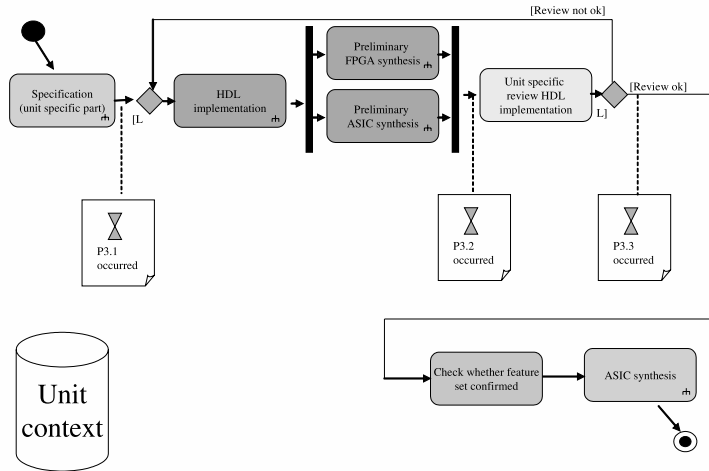 [Review not ok]
Preliminary
FPGA synthesis
Specification
(unit specific part)
HDL
implementation
Unit specific
review HDL
implementation
[Review ok]
Preliminary
ASIC synthesis
[L
L]
P3.1
occurred
P3.2
occurred
P3.3
occurred
Unit
context
Check whether feature
set confirmed
ASIC synthesis